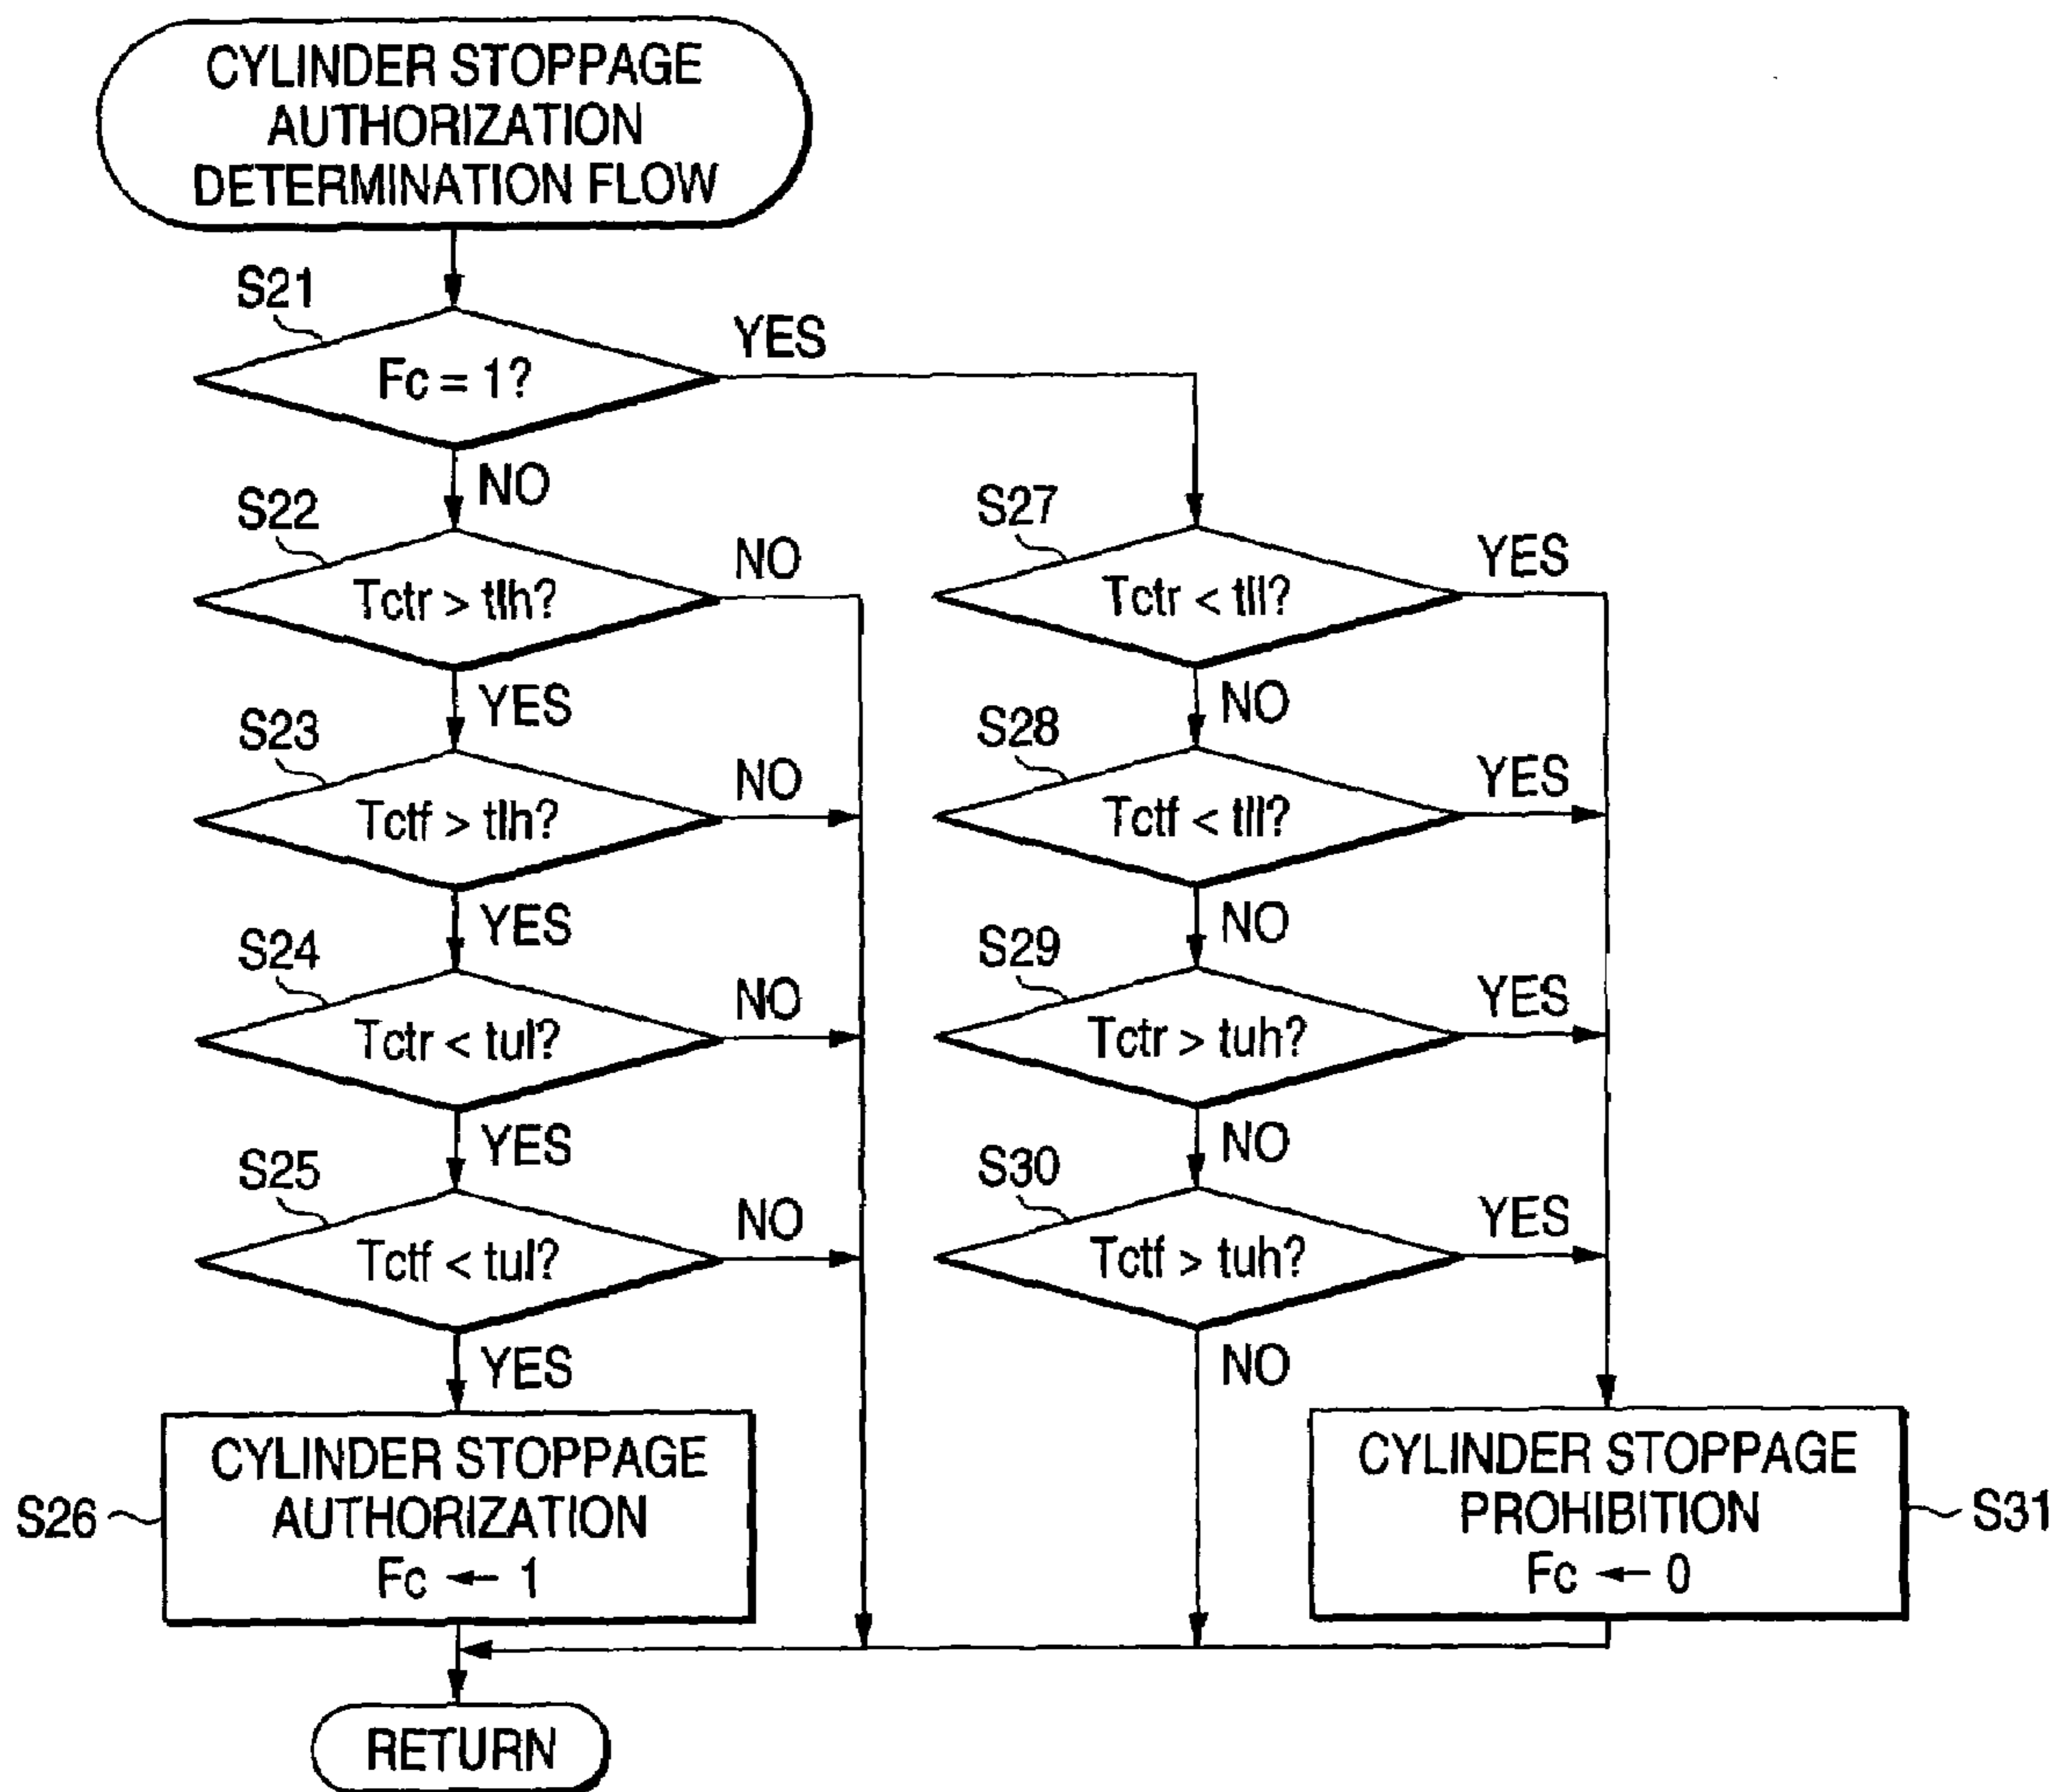 CYLINDER STOPPAGE
AUTHORIZATION
DETERMINATION FLOW
S21
Fc = 1?
YES
NO
S22
Tctr > tlh?
NO
YES
S27
Tctr < tll?
YES
NO
S23
Tctf > tlh?
NO
YES
S28
Tctf < tll?
YES
NO
S24
Tctr < tul?
NO
YES
S29
Tctr > tuh?
YES
NO
S25
Tctf < tul?
NO
YES
S30
Tctf > tuh?
YES
NO
S26
CYLINDER STOPPAGE
AUTHORIZATION
Fc ← 1
CYLINDER STOPPAGE
PROHIBITION
Fc ← 0
S31
RETURN